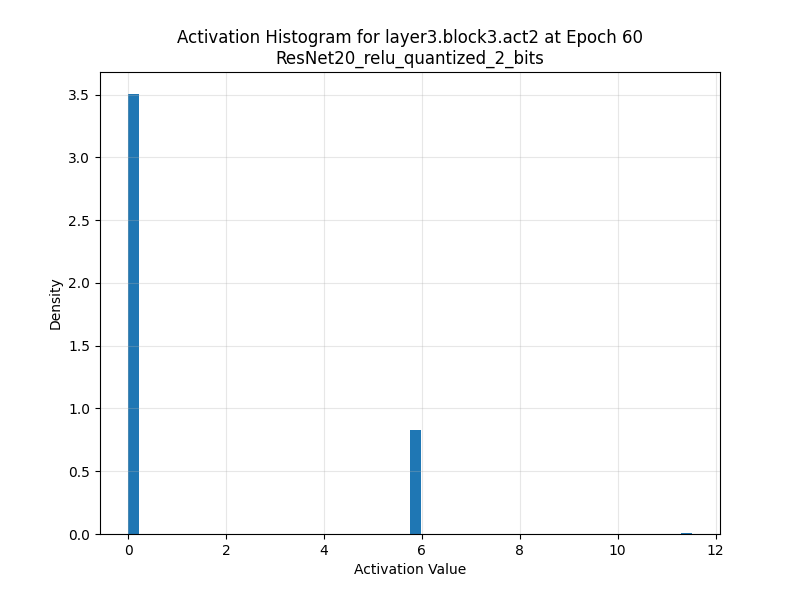 Activation Histogram for layer3.block3.act2 at Epoch 60
ResNet20_relu_quantized_2_bits
3.5
3.0
2.5
2.0
1.5
1.0
0.5
0.0
Density
0 2 4 6 8 10 12
Activation Value